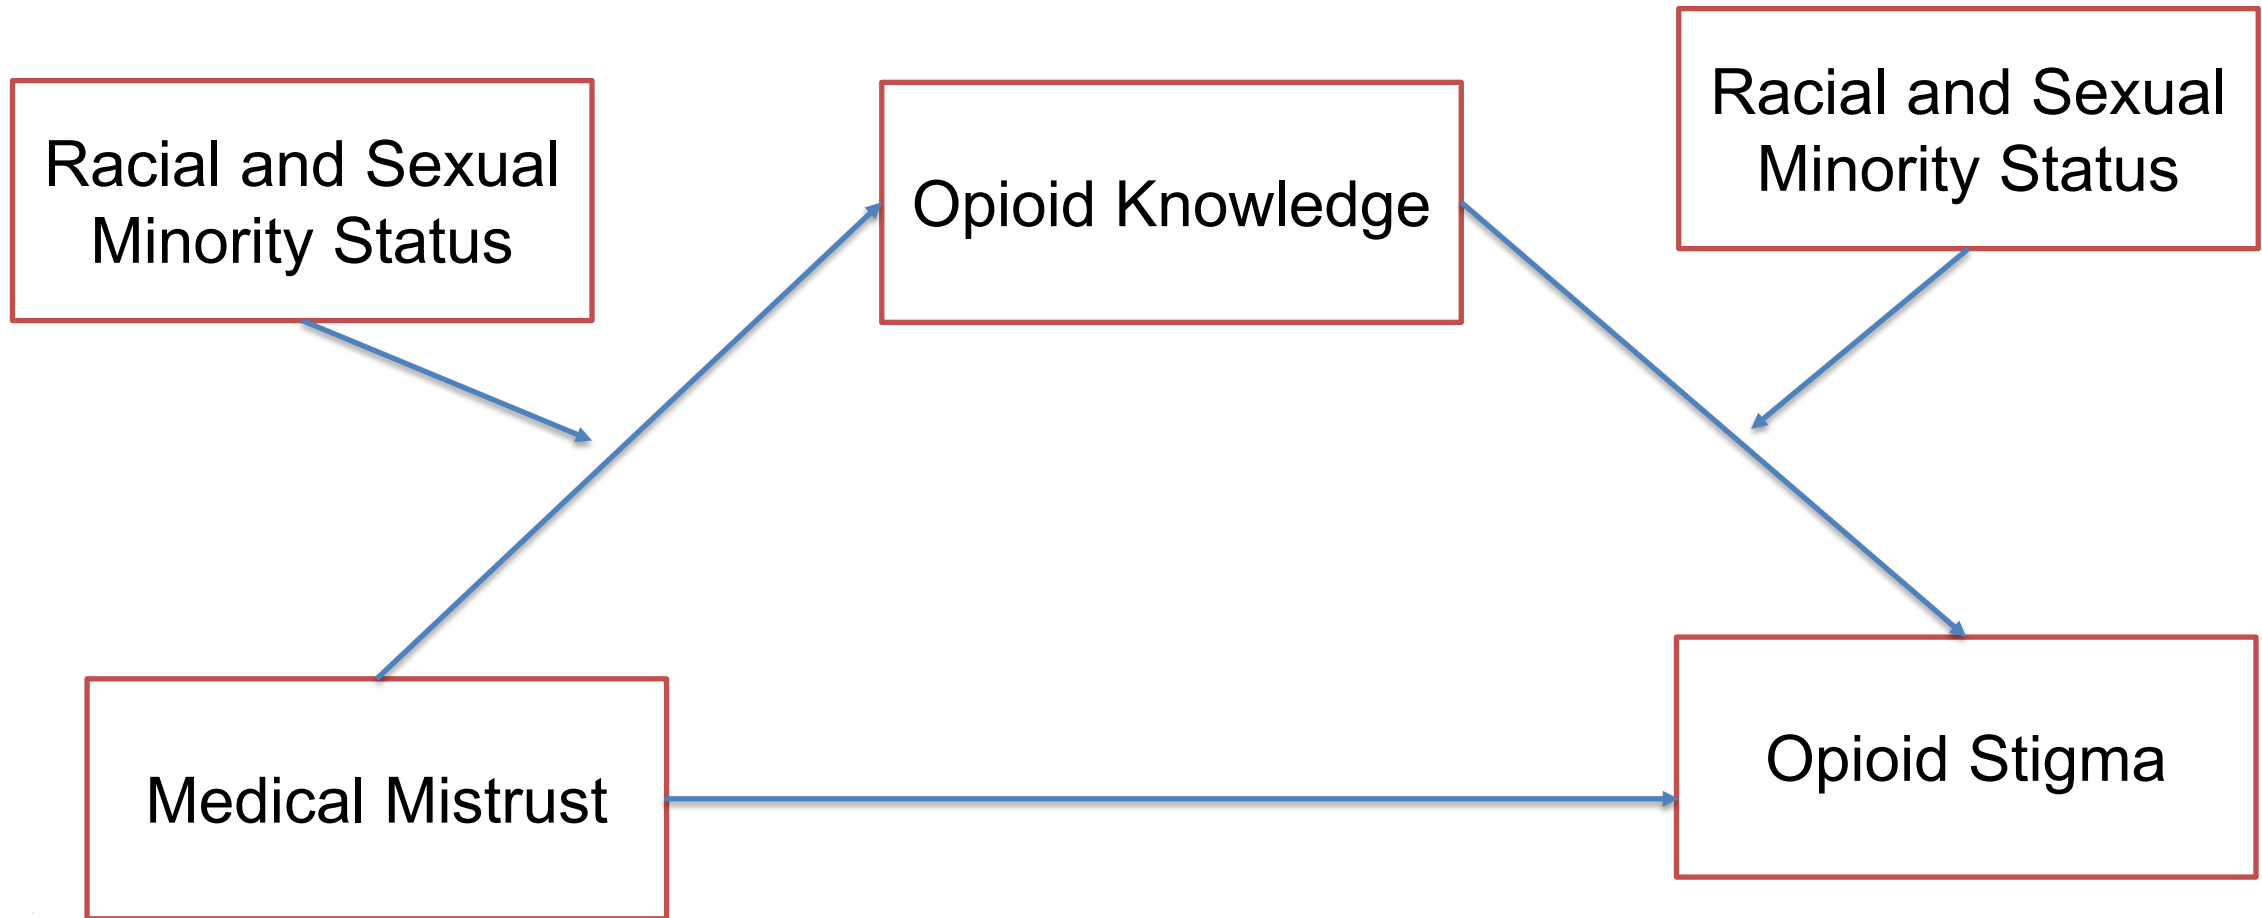 Racial and Sexual
Minority Status
Opioid Knowledge
Racial and Sexual
Minority Status
Medical Mistrust
Opioid Stigma